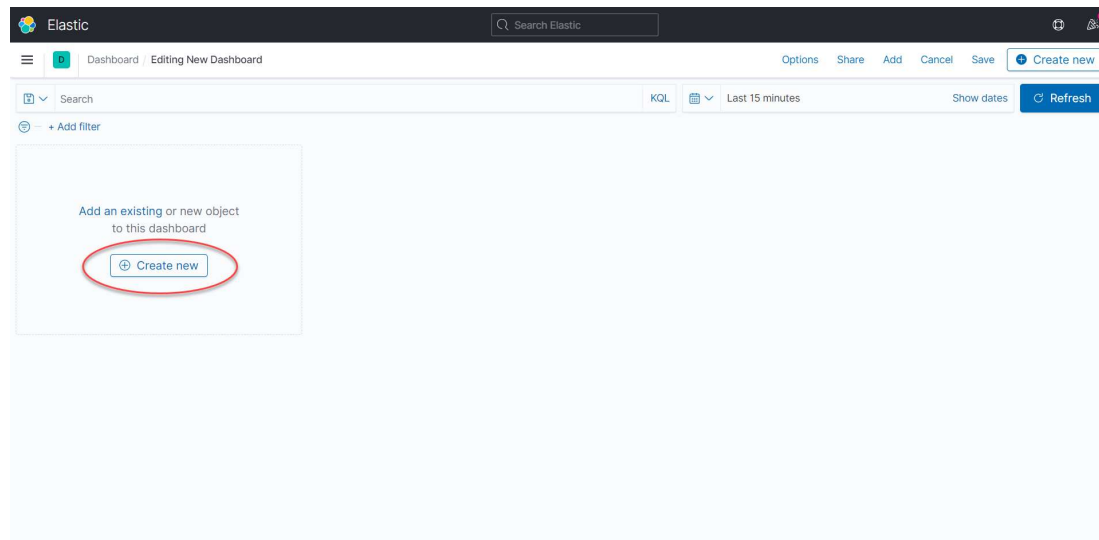 Elastic
Search Elastic
D
Dashboard / Editing New Dashboard
Options Share Add Cancel Save Create new
Search KQL Last 15 minutes Show dates Refresh
+ Add filter
Add an existing or new object
to this dashboard
Create new